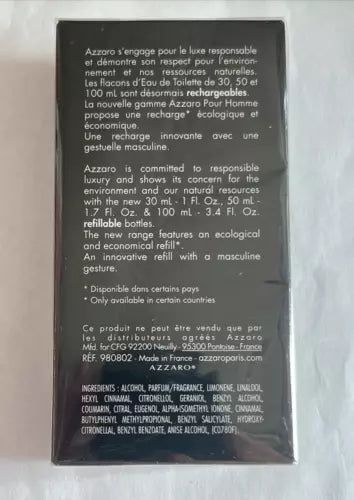 Azzaro s'engage pour le luxe responsable
et démontre son respect pour l'environ-
nement et nos ressources naturelles.
Les flacons d'Eau de Toilette de 30, 50 et
100 mL sont désormais rechargeables.
La nouvelle gamme Azzaro Pour Homme
propose une recharge* écologique et
économique.
Une recharge innovante avec une
gestuelle masculine.
Azzaro is committed to responsible
luxury and shows its concern for the
environment and our natural resources
with the new 30 mL - 1 Fl. Oz., 50 mL -
1.7 Fl. Oz. & 100 mL - 3.4 Fl. Oz.
refillable bottles.
The new range features an ecological
and economical refill*.
An innovative refill with a masculine
gesture.
* Disponible dans certains pays
* Only available in certain countries
Ce produit ne peut être vendu que par
les distributeurs agréés Azzaro
Mfd. for CFG 92200 Neuilly - 95300 Pontoise - France
RÉF. 980802 - Made in France - azzaroparis.com
AZZARO®
INGREDIENTS : ALCOHOL, PARFUM/FRAGRANCE, LIMONENE, LINALOOL,
HEXYL CINNAMAL, CITRONELLOL, GERANIOL, BENZYL ALCOHOL,
COUMARIN, CITRAL, EUGENOL, ALPHA-ISOMETHYL IONONE, CINNAMAL,
BUTYLPHENYL METHYLPROPIONAL, BENZYL SALICYLATE, HYDROXY-
CITRONELLAL, BENZYL BENZOATE, ANISE ALCOHOL, [C0780F].